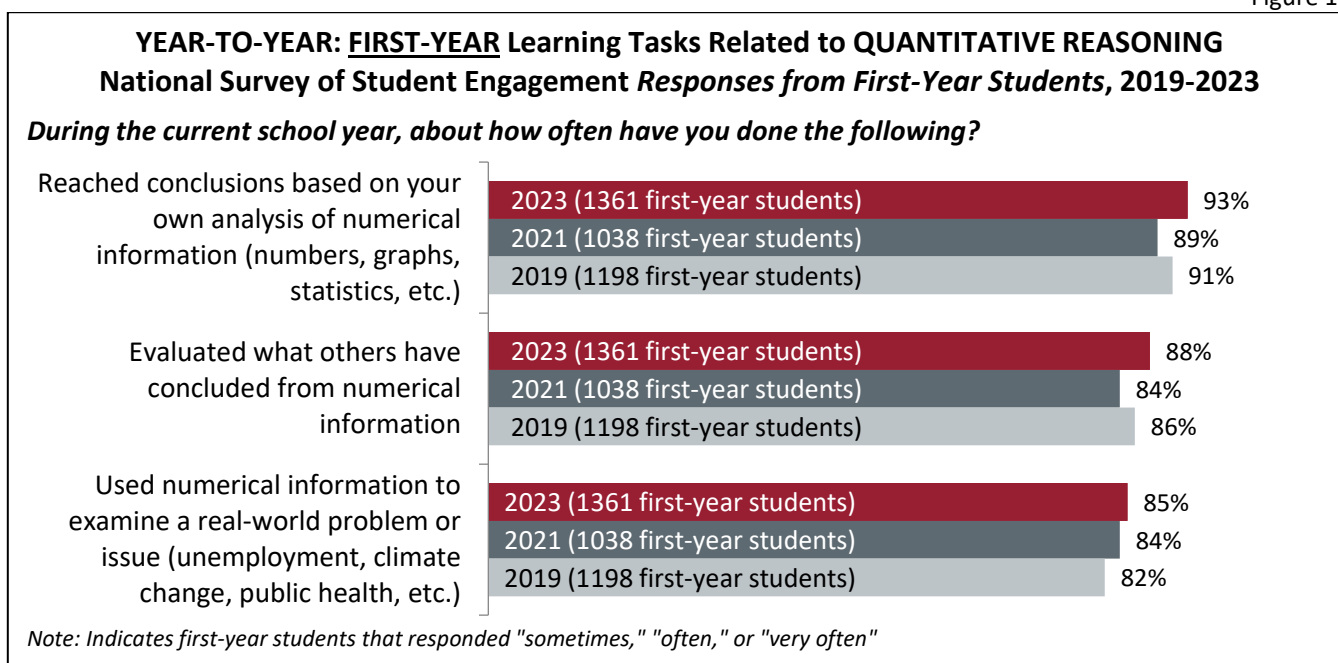 Figure 1
YEAR-TO-YEAR: FIRST-YEAR Learning Tasks Related to QUANTITATIVE REASONING
National Survey of Student Engagement Responses from First-Year Students, 2019-2023
During the current school year, about how often have you done the following?
Reached conclusions based on your
own analysis of numerical
information (numbers, graphs,
statistics, etc.)
2023 (1361 first-year students) 93%
2021 (1038 first-year students) 89%
2019 (1198 first-year students) 91%
Evaluated what others have
concluded from numerical
information
2023 (1361 first-year students) 88%
2021 (1038 first-year students) 84%
2019 (1198 first-year students) 86%
Used numerical information to
examine a real-world problem or
issue (unemployment, climate
change, public health, etc.)
2023 (1361 first-year students) 85%
2021 (1038 first-year students) 84%
2019 (1198 first-year students) 82%
Note: Indicates first-year students that responded "sometimes," "often," or "very often"